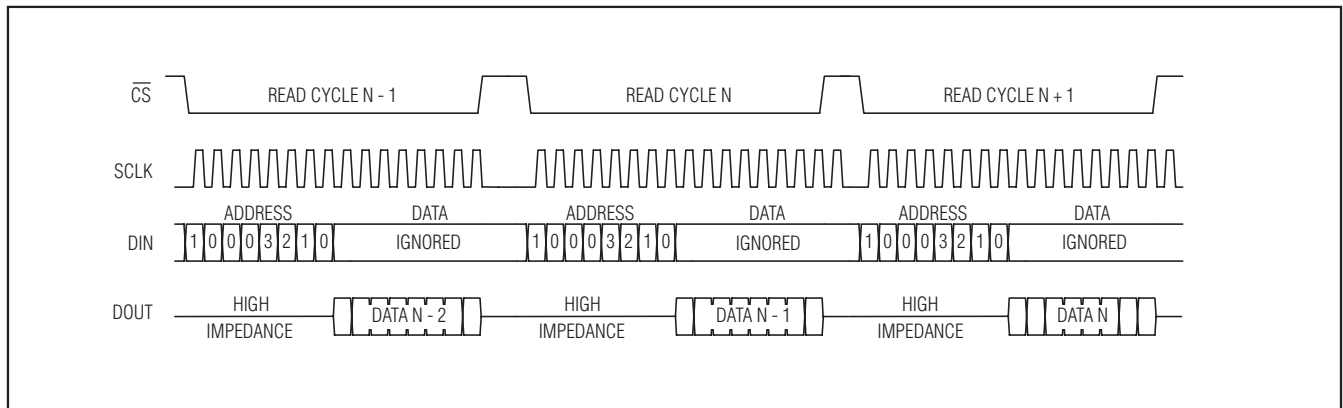 CS READ CYCLE N - 1 READ CYCLE N READ CYCLE N + 1
SCLK
ADDRESS DATA ADDRESS DATA ADDRESS DATA
DIN 1 0 0 0 3 2 1 0 IGNORED 1 0 0 0 3 2 1 0 IGNORED 1 0 0 0 3 2 1 0 IGNORED
HIGH HIGH HIGH
DOUT DATA N - 2 DATA N - 1 DATA N
IMPEDANCE IMPEDANCE IMPEDANCE